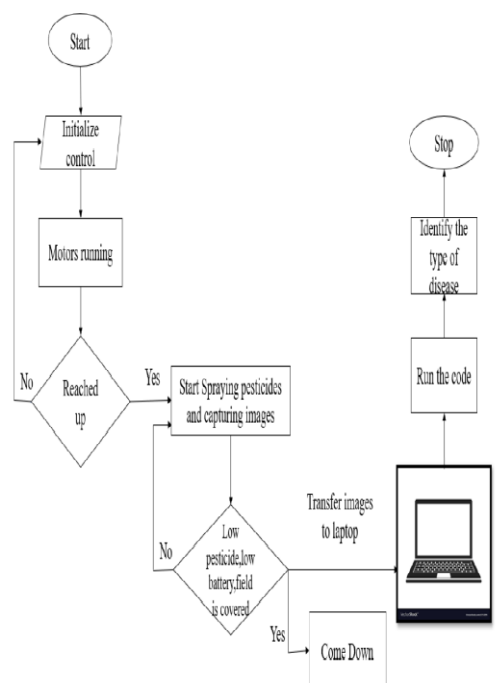 Start
Initialize
control
Motors running
No
Reached
up
Yes
Start Spraying pesticides
and capturing images
No
Low
pesticide,low
battery,field
is covered
Yes
Come Down
Transfer images
to laptop
Run the code
Identify the
type of
disease
Stop